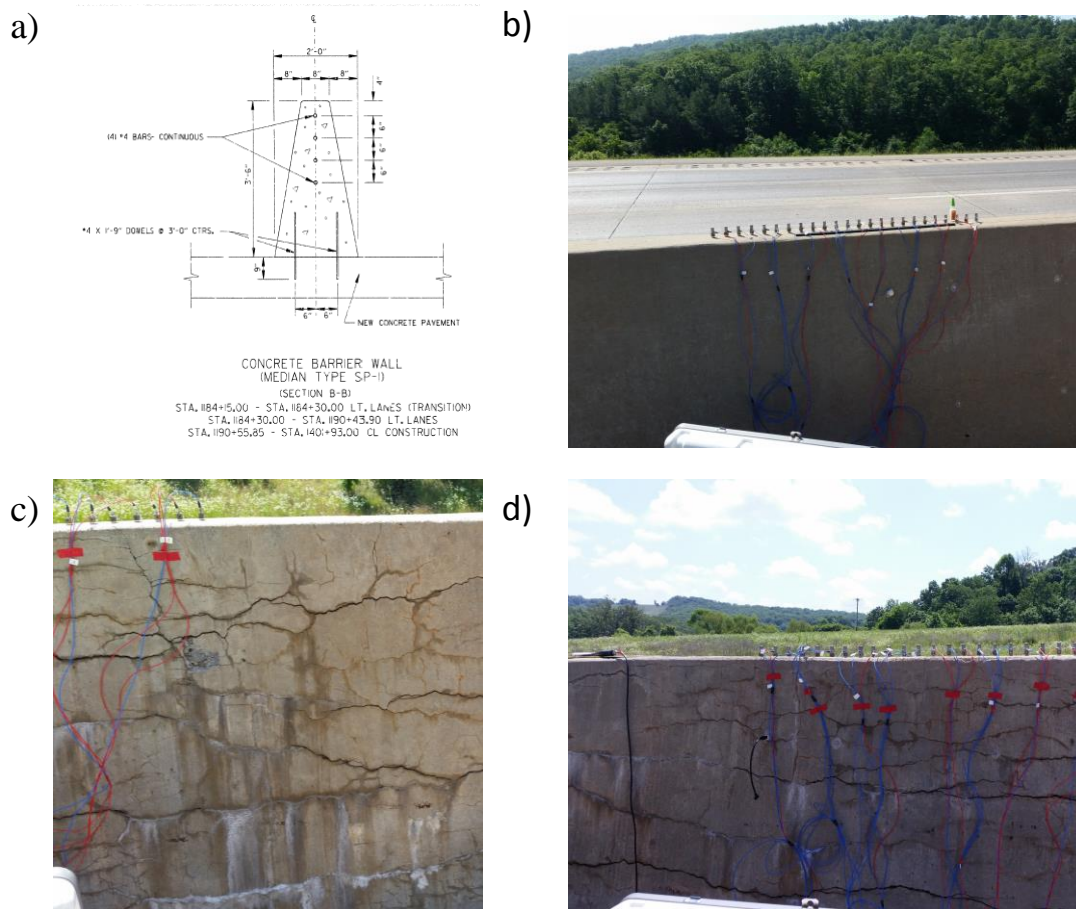 a)
b)
℄
2'-0"
8" 8" 8"
4"
(4) #4 BARS- CONTINUOUS
6"
6"
6"
3'-6"
#4 X 1'-9" DOWELS @ 3'-0" CTRS.
9"
6" 6"
NEW CONCRETE PAVEMENT
CONCRETE BARRIER WALL
(MEDIAN TYPE SP-1)
(SECTION B-B)
STA. 1184+15.00 - STA. 1184+30.00 LT. LANES (TRANSITION)
STA. 1184+30.00 - STA. 1190+43.90 LT. LANES
STA. 1190+55.85 - STA. 1401+93.00 CL CONSTRUCTION
c)
d)